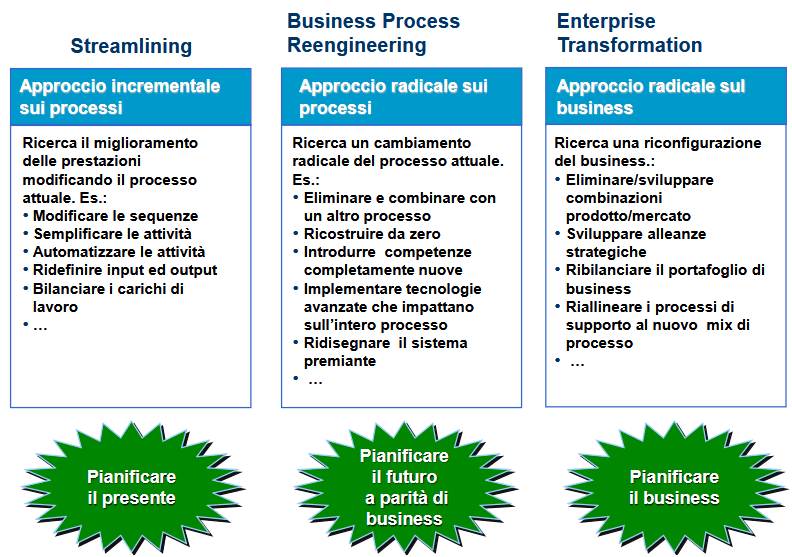 Streamlining
Approccio incrementale
sui processi
Ricerca il miglioramento
delle prestazioni
modificando il processo
attuale. Es.:
• Modificare le sequenze
• Semplificare le attività
• Automatizzare le attività
• Ridefinire input ed output
• Bilanciare i carichi di
lavoro
• …
Pianificare
il presente
Business Process
Reengineering
Approccio radicale sui
processi
Ricerca un cambiamento
radicale del processo attuale.
Es.:
• Eliminare e combinare con
un altro processo
• Ricostruire da zero
• Introdurre competenze
completamente nuove
• Implementare tecnologie
avanzate che impattano
sull’intero processo
• Ridisegnare il sistema
premiante
• …
Pianificare
il futuro
a parità di
business
Enterprise
Transformation
Approccio radicale sul
business
Ricerca una riconfigurazione
del business.:
• Eliminare/sviluppare
combinazioni
prodotto/mercato
• Sviluppare alleanze
strategiche
• Ribilanciare il portafoglio di
business
• Riallineare i processi di
supporto al nuovo mix di
processo
• …
Pianificare
il business